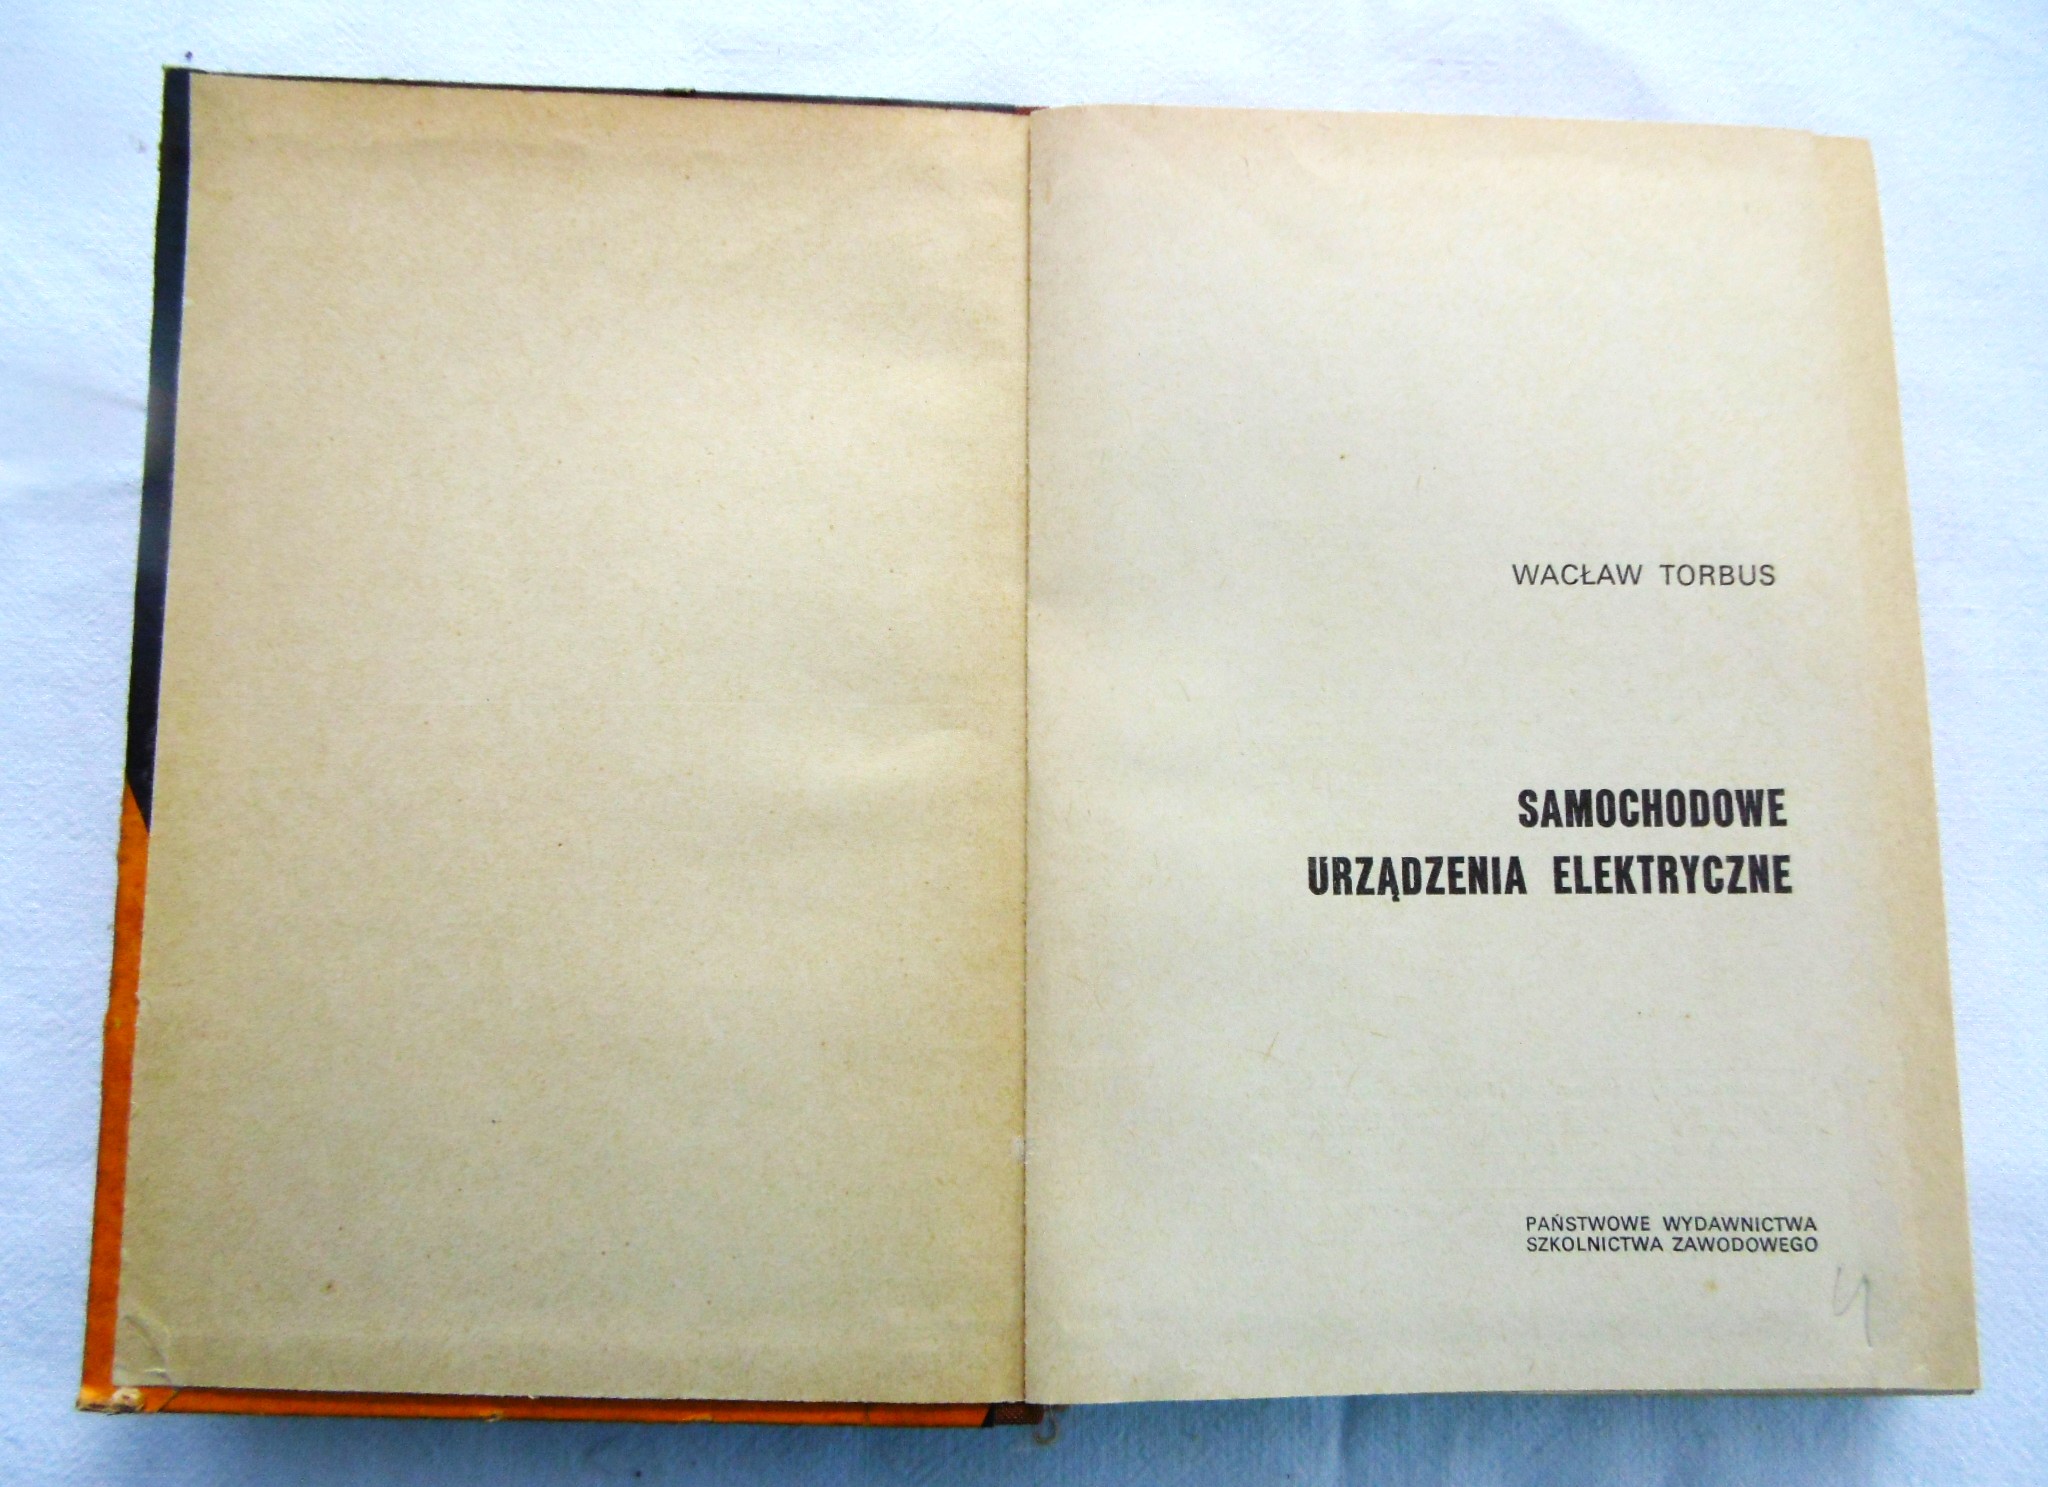 WACŁAW TORBUS
SAMOCHODOWE
URZĄDZENIA ELEKTRYCZNE
PAŃSTWOWE WYDAWNICTWA
SZKOLNICTWA ZAWODOWEGO